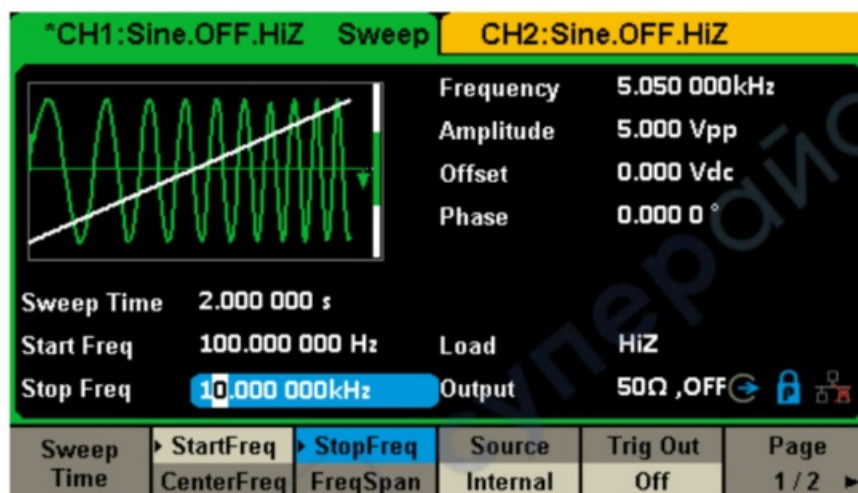 *CH1:Sine.OFF.HiZ Sweep CH2:Sine.OFF.HiZ
Frequency 5.050 000kHz
Amplitude 5.000 Vpp
Offset 0.000 Vdc
Phase 0.000 0 °
Sweep Time 2.000 000 s
Start Freq 100.000 000 Hz Load HiZ
Stop Freq 10.000 000kHz Output 50Ω ,OFF P
Sweep Time StartFreq StopFreq Source Trig Out Page
CenterFreq FreqSpan Internal Off 1/2